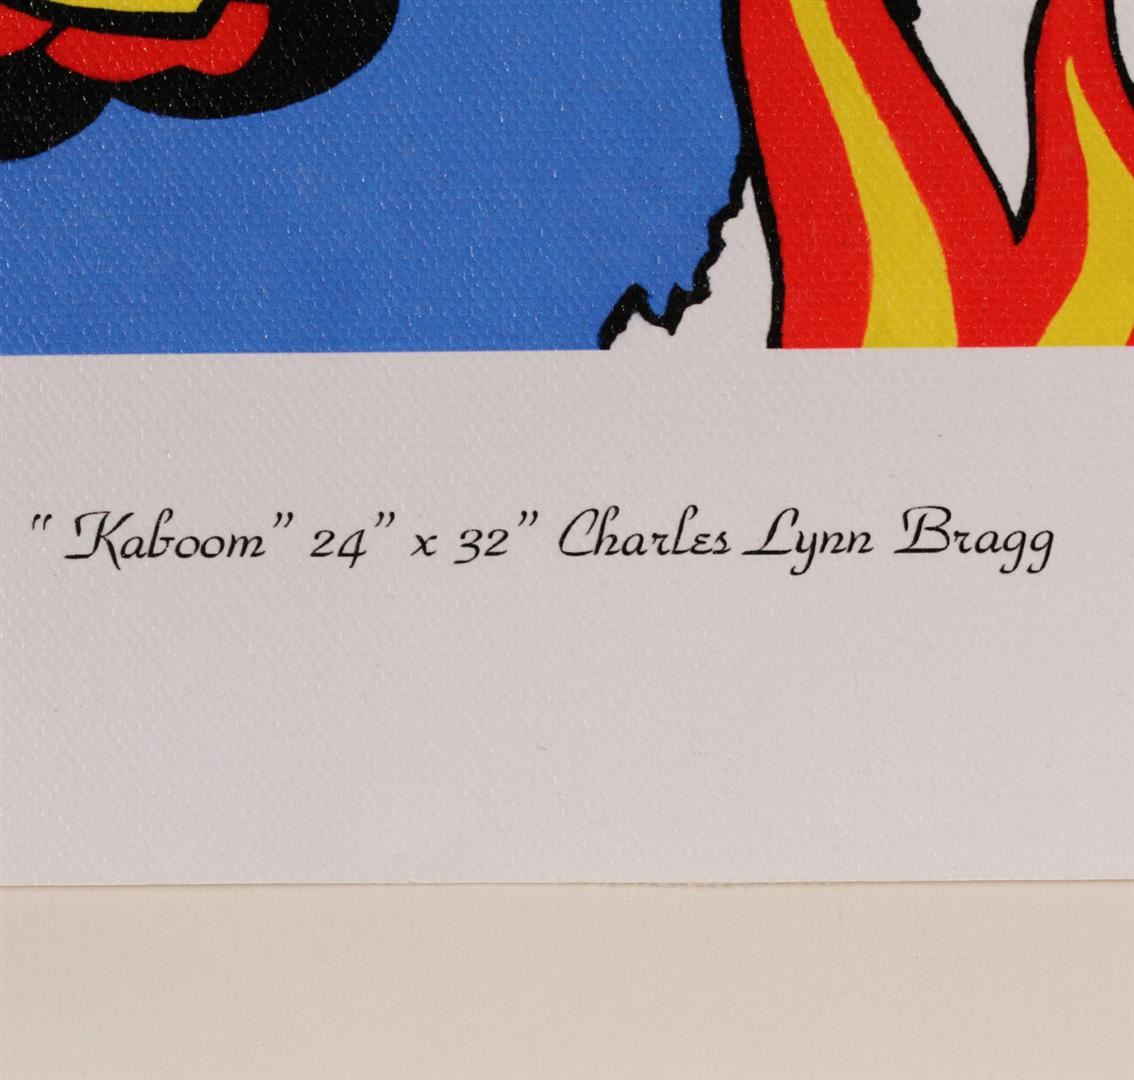 " Kaboom" 24" x 32" Charles Lynn Bragg